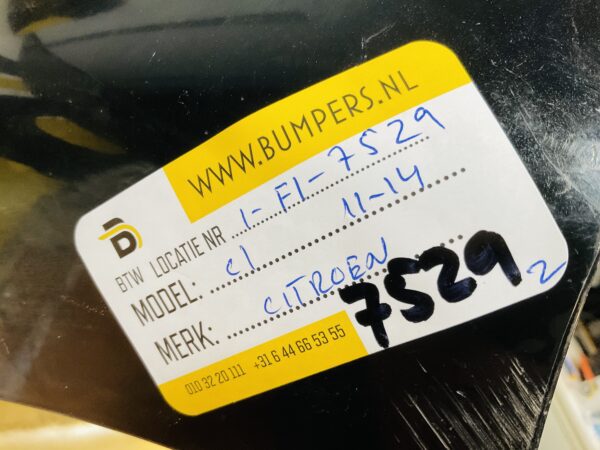 WWW.BUMPERS.NL
B
BTW LOCATIE NR 1-F1-7529
MODEL: C1 11-14
MERK: CITROEN
7529
2
010 32 20 111 +31 6 44 66 53 55